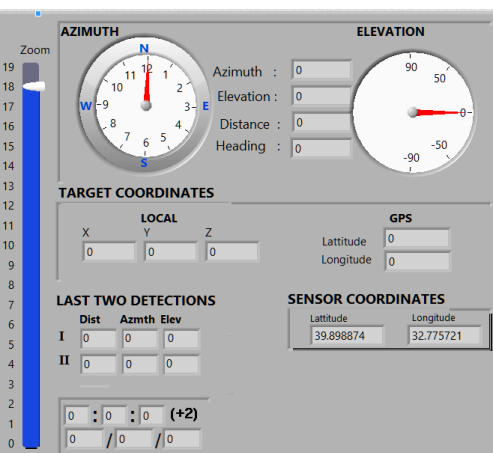 Zoom
19
18
17
16
15
14
13
12
11
10
9
8
7
6
5
4
3
2
1
0
AZIMUTH
N
E
S
W
12
1
2
3
4
5
6
7
8
9
10
11
Azimuth : 0
Elevation : 0
Distance : 0
Heading : 0
ELEVATION
90
50
0
-50
-90
TARGET COORDINATES
LOCAL
X Y Z
0 0 0
GPS
Lattitude 0
Longitude 0
LAST TWO DETECTIONS
Dist Azmth Elev
I 0 0 0
II 0 0 0
SENSOR COORDINATES
Lattitude Longitude
39.898874 32.775721
0 : 0 : 0 (+2)
0 / 0 / 0